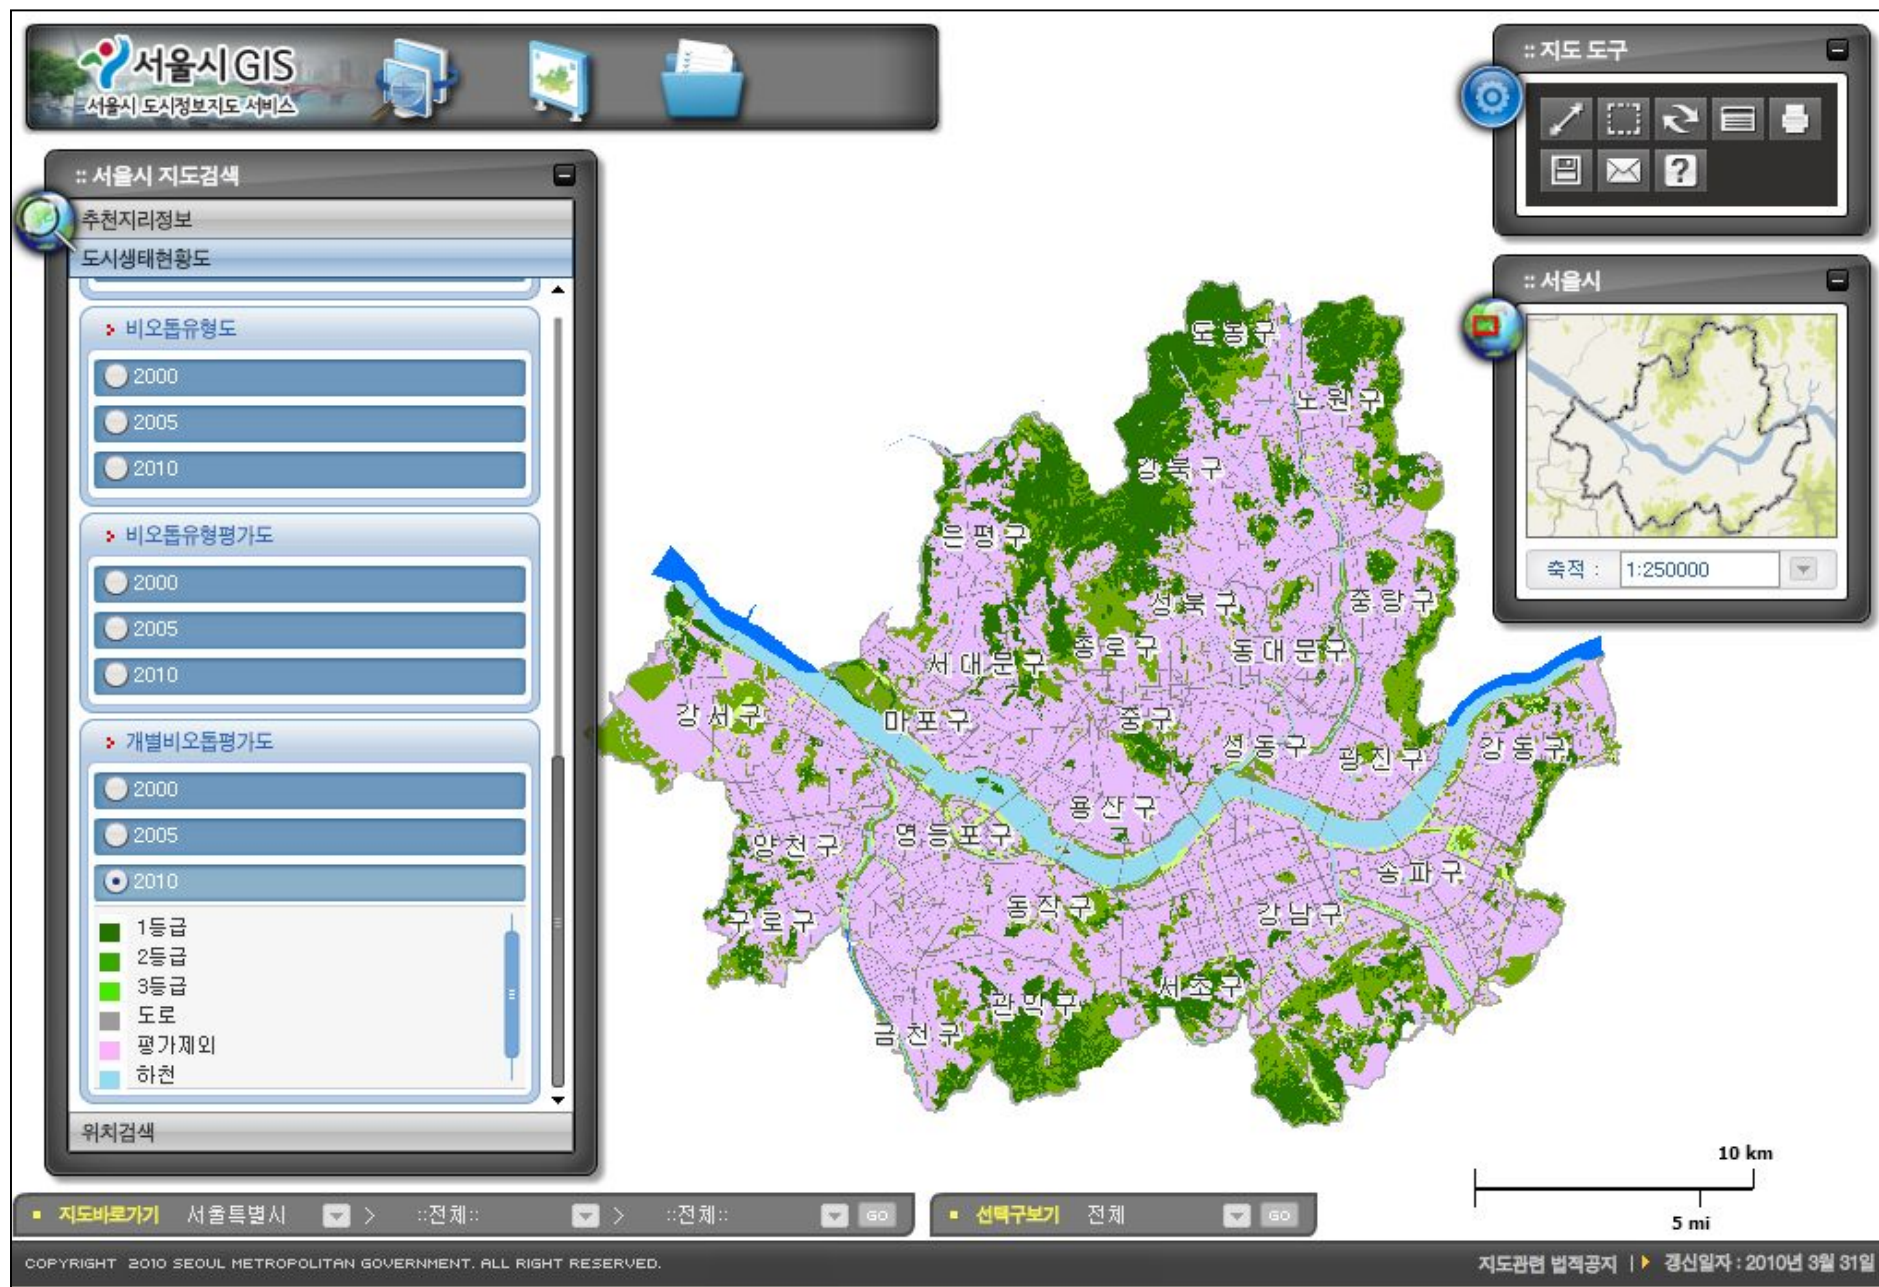 서울시 GIS
서울시 도시정보지도 서비스
:: 지도 도구
:: 서울시 지도검색
추천지리정보
도시생태현황도
비오톱유형도
2000
2005
2010
비오톱유형평가도
2000
2005
2010
개별비오톱평가도
2000
2005
2010
1등급
2등급
3등급
도로
평가제외
하천
위치검색
:: 서울시
축적 : 1:250000
도봉구
노원구
강북구
은평구
성북구
중랑구
종로구
동대문구
서대문구
강서구
마포구
중구
성동구
광진구
강동구
용산구
영등포구
양천구
송파구
동작구
강남구
구로구
서초구
관악구
금천구
10 km
5 mi
지도바로가기 서울특별시 > ::전체:: > ::전체:: GO
선택구보기 전체 GO
COPYRIGHT 2010 SEOUL METROPOLITAN GOVERNMENT. ALL RIGHT RESERVED.
지도관련 법적공지 | 갱신일자 : 2010년 3월 31일